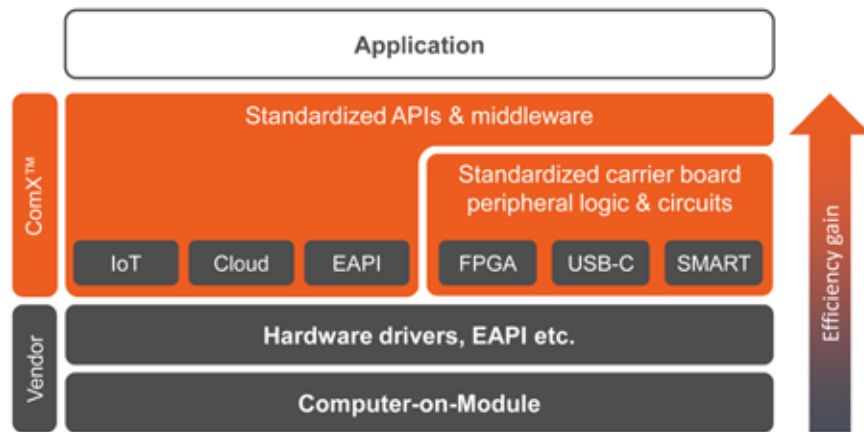 Application
ComX™
Standardized APIs & middleware
Standardized carrier board
peripheral logic & circuits
IoT
Cloud
EAPI
FPGA
USB-C
SMART
Vendor
Hardware drivers, EAPI etc.
Computer-on-Module
Efficiency gain